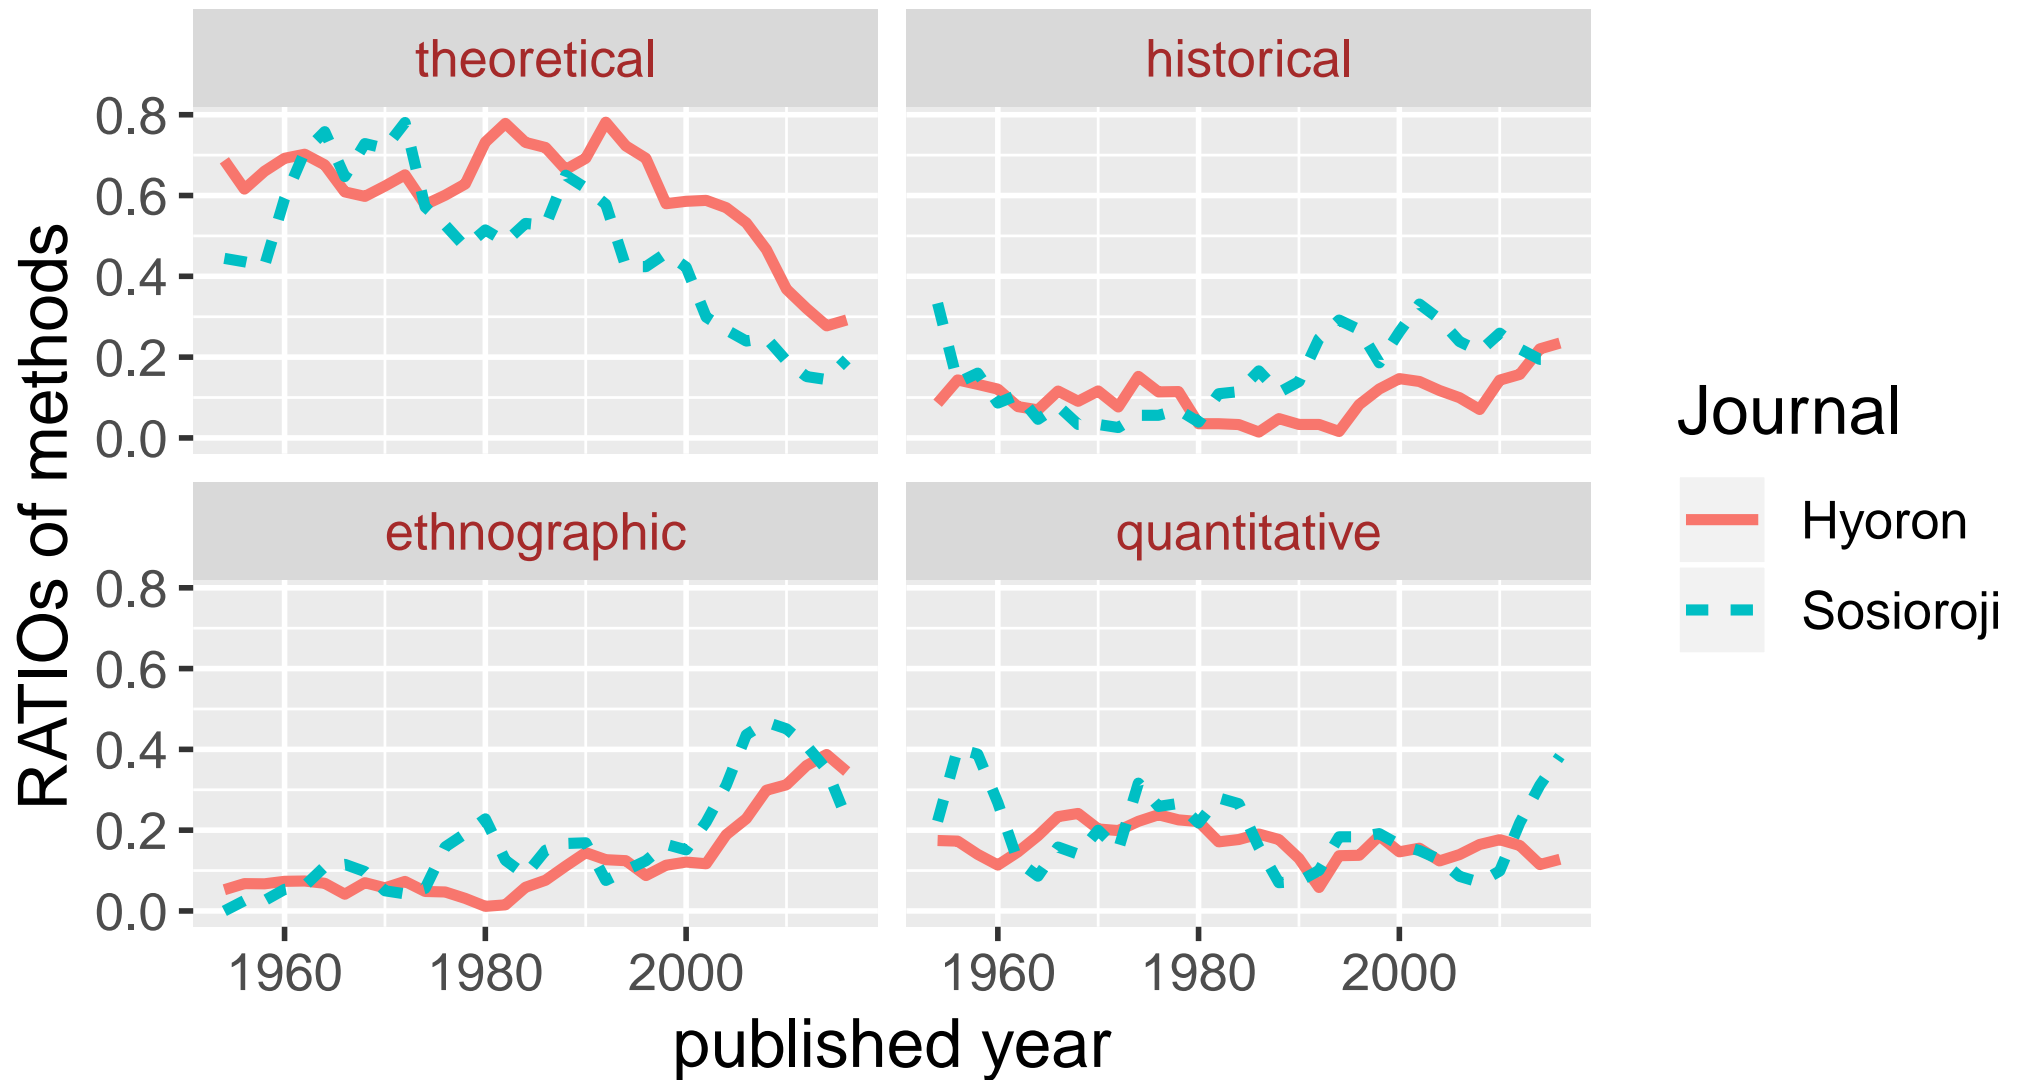 theoretical
historical
0.8
0.6
0.4
0.2
0.0
ethnographic
quantitative
0.8
0.6
0.4
0.2
0.0
1960
1980
2000
1960
1980
2000
published year
RATIOs of methods
Journal
Hyoron
Sosioroji